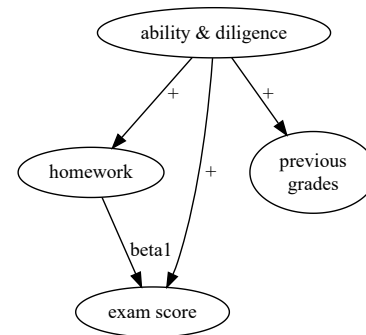 ability & diligence
+
+
homework
previous
grades
+
beta1
exam score